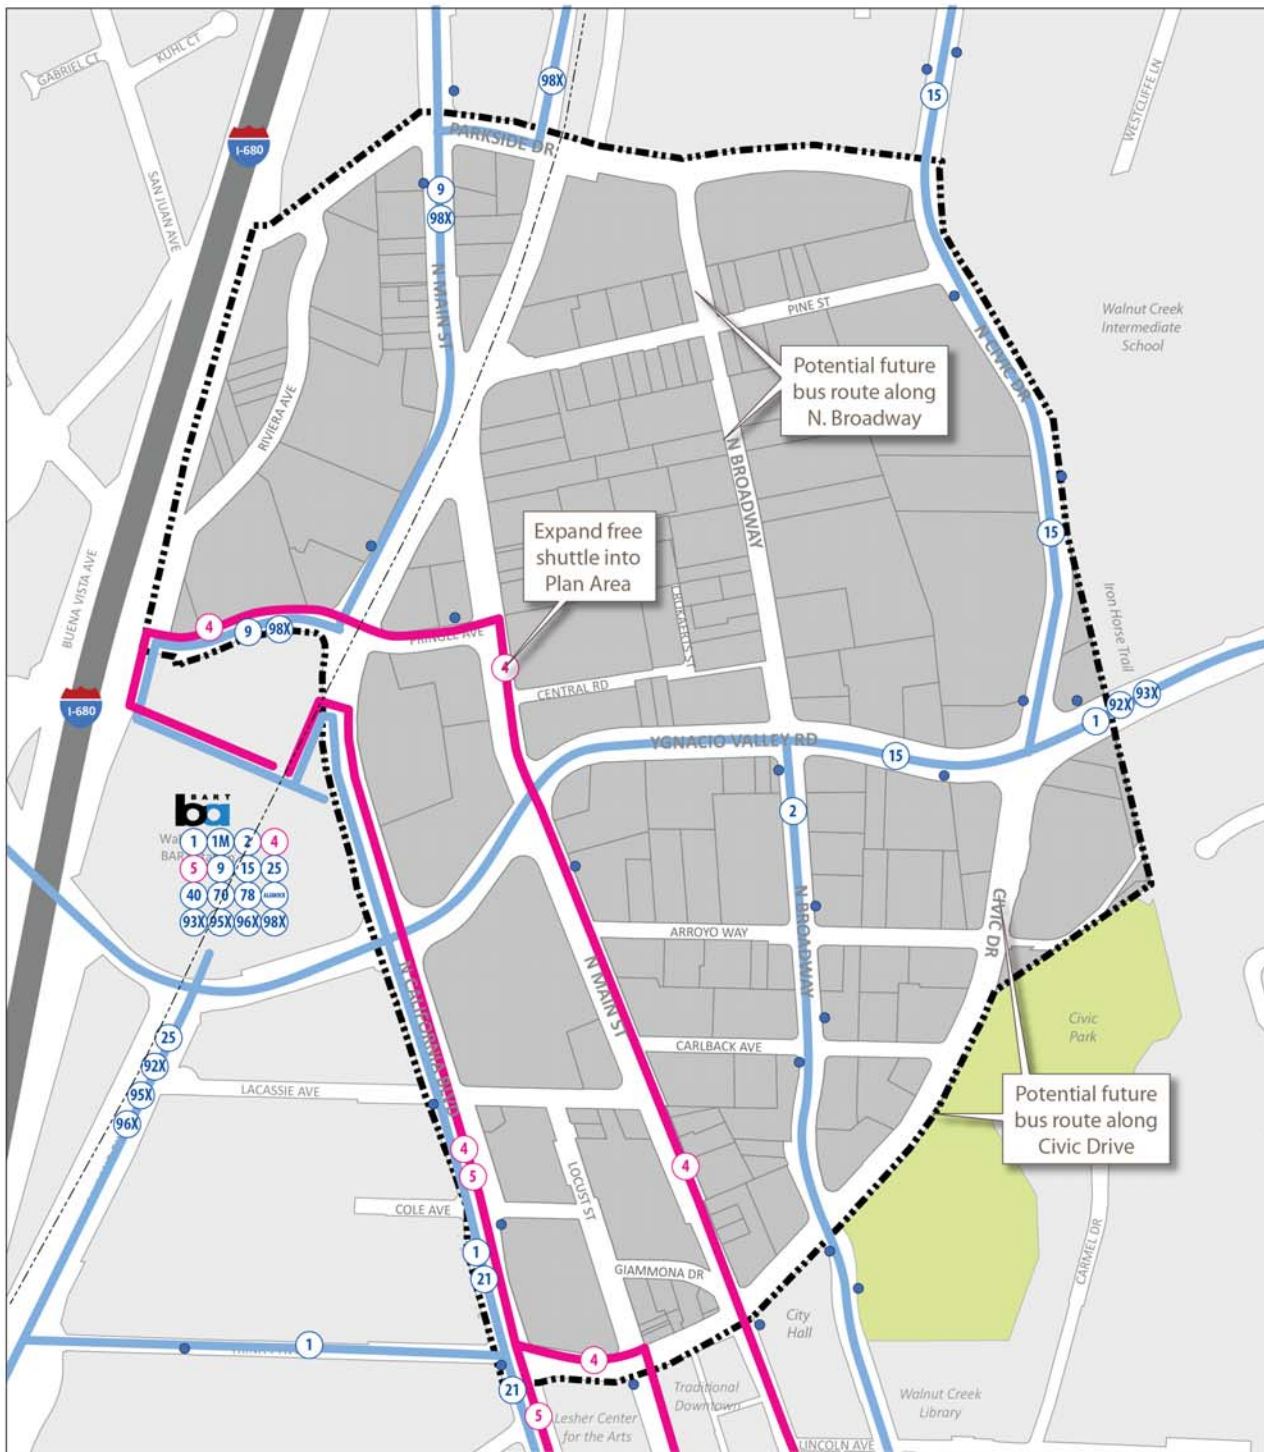 GABRIEL CT
KUHL CT
98X
15
WESTCLIFFE LN
I-680
PARKSIDE DR
SAN JUAN AVE
9
98X
N MAIN ST
PINE ST
Walnut Creek
Intermediate
School
N CIVIC DR
Potential future
bus route along
N. Broadway
RIVIERA AVE
N BROADWAY
15
Expand free
shuttle into
Plan Area
BUENA VISTA AVE
CROKAERTS ST
Iron Horse Trail
4
9
98X
PRINGLE AVE
4
CENTRAL RD
I-680
1
92X
93X
YGNACIO VALLEY RD
15
BART
ba
2
1
1M
2
4
5
9
15
25
40
70
78
93X
95X
96X
98X
N BROADWAY
CIVIC DR
ARROYO WAY
N MAIN ST
N CALIFORNIA BLVD
Civic
Park
25
92X
95X
96X
CARLBACK AVE
LACASSIE AVE
Potential future
bus route along
Civic Drive
4
5
4
LOCUST ST
COLE AVE
CARMEL DR
1
21
GIAMMONA DR
City
Hall
1
4
21
5
Traditional
Downtown
Walnut Creek
Library
Lesher Center
for the Arts
LINCOLN AVE